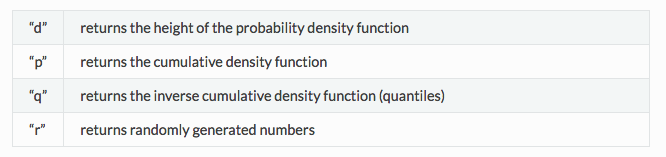 “d” returns the height of the probability density function
“p” returns the cumulative density function
“q” returns the inverse cumulative density function (quantiles)
“r” returns randomly generated numbers